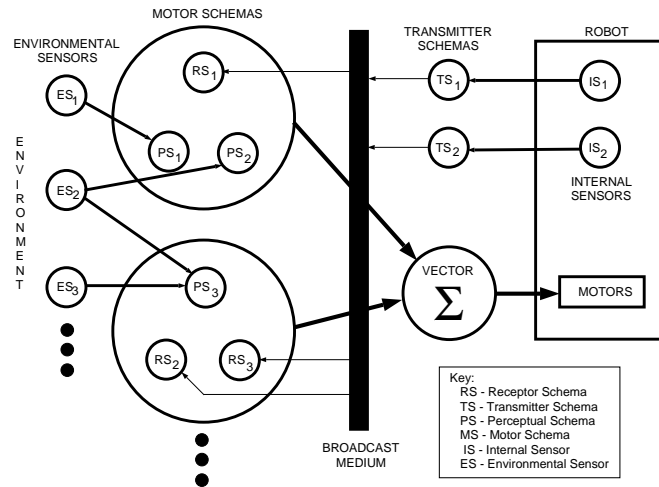 MOTOR SCHEMAS
ENVIRONMENTAL
SENSORS
TRANSMITTER
SCHEMAS
ROBOT
RS1
ES1
TS1
IS1
PS1
PS2
TS2
IS2
ES2
INTERNAL
SENSORS
ENVIRONMENT
VECTOR
Σ
ES3
PS3
MOTORS
RS2
RS3
BROADCAST
MEDIUM
Key:
RS - Receptor Schema
TS - Transmitter Schema
PS - Perceptual Schema
MS - Motor Schema
IS - Internal Sensor
ES - Environmental Sensor